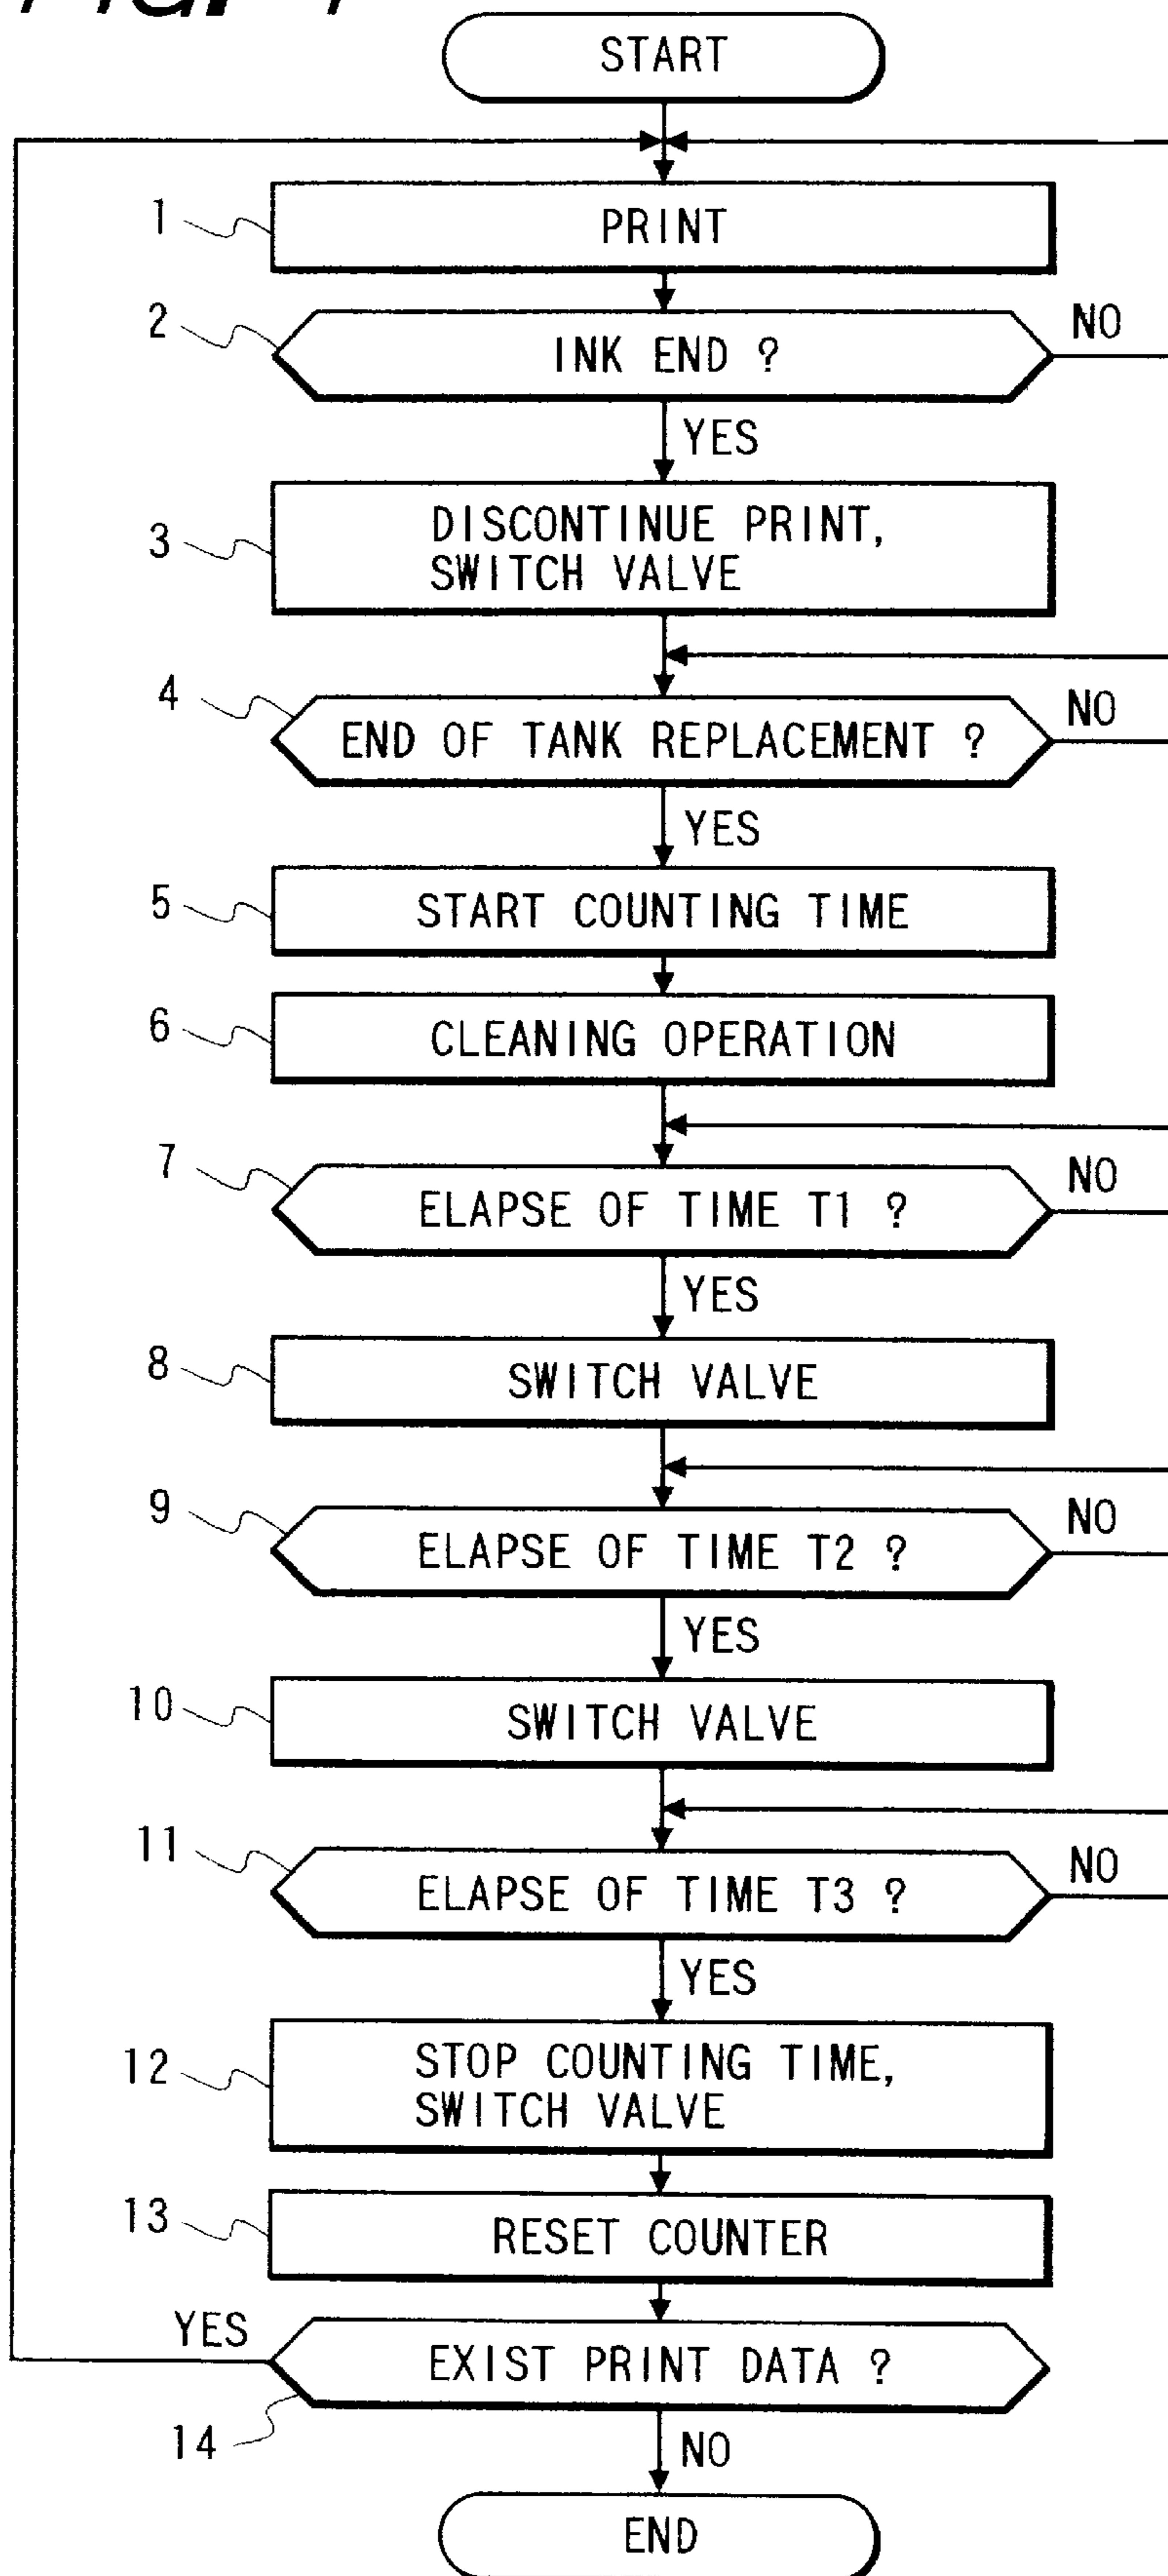 START
1
PRINT
2
INK END ?
NO
YES
3
DISCONTINUE PRINT,
SWITCH VALVE
4
END OF TANK REPLACEMENT ?
NO
YES
5
START COUNTING TIME
6
CLEANING OPERATION
7
ELAPSE OF TIME T1 ?
NO
YES
8
SWITCH VALVE
9
ELAPSE OF TIME T2 ?
NO
YES
10
SWITCH VALVE
11
ELAPSE OF TIME T3 ?
NO
YES
12
STOP COUNTING TIME,
SWITCH VALVE
13
RESET COUNTER
YES
EXIST PRINT DATA ?
14
NO
END